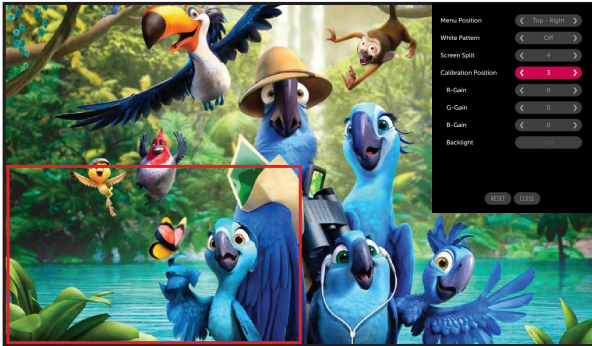 Menu Position < Top - Right >
White Pattern < Off >
Screen Split < 4 >
Calibration Position < 3 >
R-Gain < 0 >
G-Gain < 0 >
B-Gain < 0 >
Backlight
RESET CLOSE